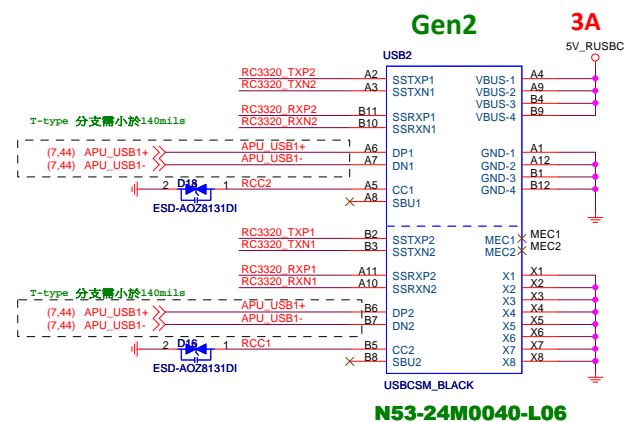 Gen2
3A
USB2
5V_RUSBC
RC3320_TXP2 A2 SSTXP1 VBUS-1 A4
RC3320_TXN2 A3 SSTXN1 VBUS-2 A9
VBUS-3 B4
RC3320_RXP2 B11 SSRXP1 VBUS-4 B9
RC3320_RXN2 B10 SSRXN1
T-type 分支需小於140mils
(7,44) APU_USB1+ APU_USB1+ A6 DP1 GND-1 A1
(7,44) APU_USB1- APU_USB1- A7 DN1 GND-2 A12
GND-3 B1
2 D18 1 RCC2 A5 CC1 GND-4 B12
A8 SBU1
ESD-AOZ8131DI
RC3320_TXP1 B2 SSTXP2 MEC1 MEC1
RC3320_TXN1 B3 SSTXN2 MEC2 MEC2
RC3320_RXP1 A11 SSRXP2 X1 X1
RC3320_RXN1 A10 SSRXN2 X2 X2
T-type 分支需小於140mils
X3 X3
(7,44) APU_USB1+ APU_USB1+ B6 DP2 X4 X4
(7,44) APU_USB1- APU_USB1- B7 DN2 X5 X5
X6 X6
2 D16 1 RCC1 B5 CC2 X7 X7
B8 SBU2 X8 X8
ESD-AOZ8131DI
USBCSM_BLACK
N53-24M0040-L06